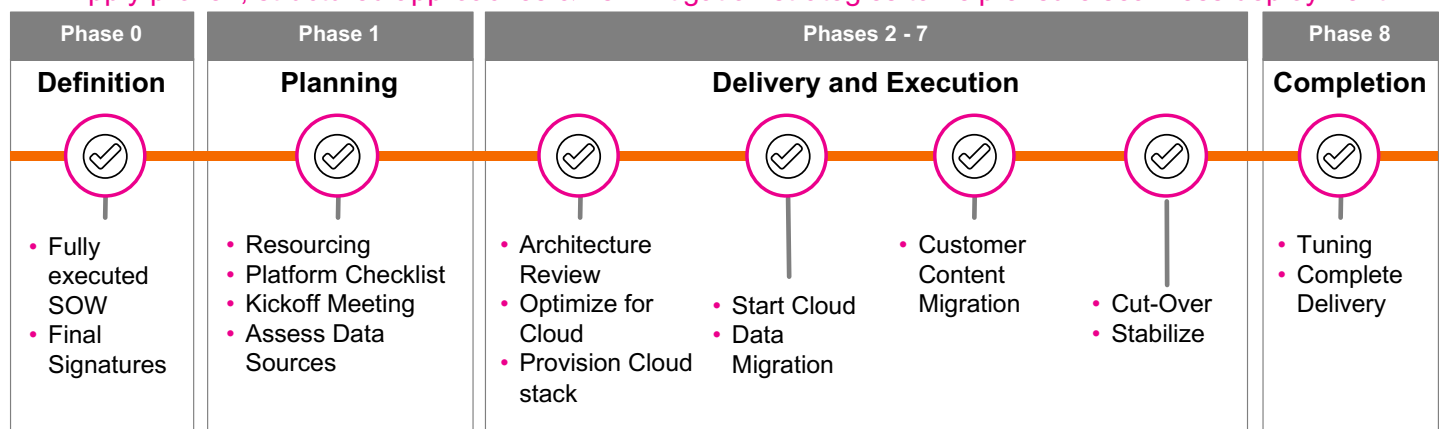 Phase 0
Phase 1
Phases 2 - 7
Phase 8
Definition
Planning
Delivery and Execution
Completion
• Fully
executed
SOW
• Final
Signatures
• Resourcing
• Platform Checklist
• Kickoff Meeting
• Assess Data
Sources
• Architecture
Review
• Optimize for
Cloud
• Provision Cloud
stack
• Start Cloud
• Data
Migration
• Customer
Content
Migration
• Cut-Over
• Stabilize
• Tuning
• Complete
Delivery